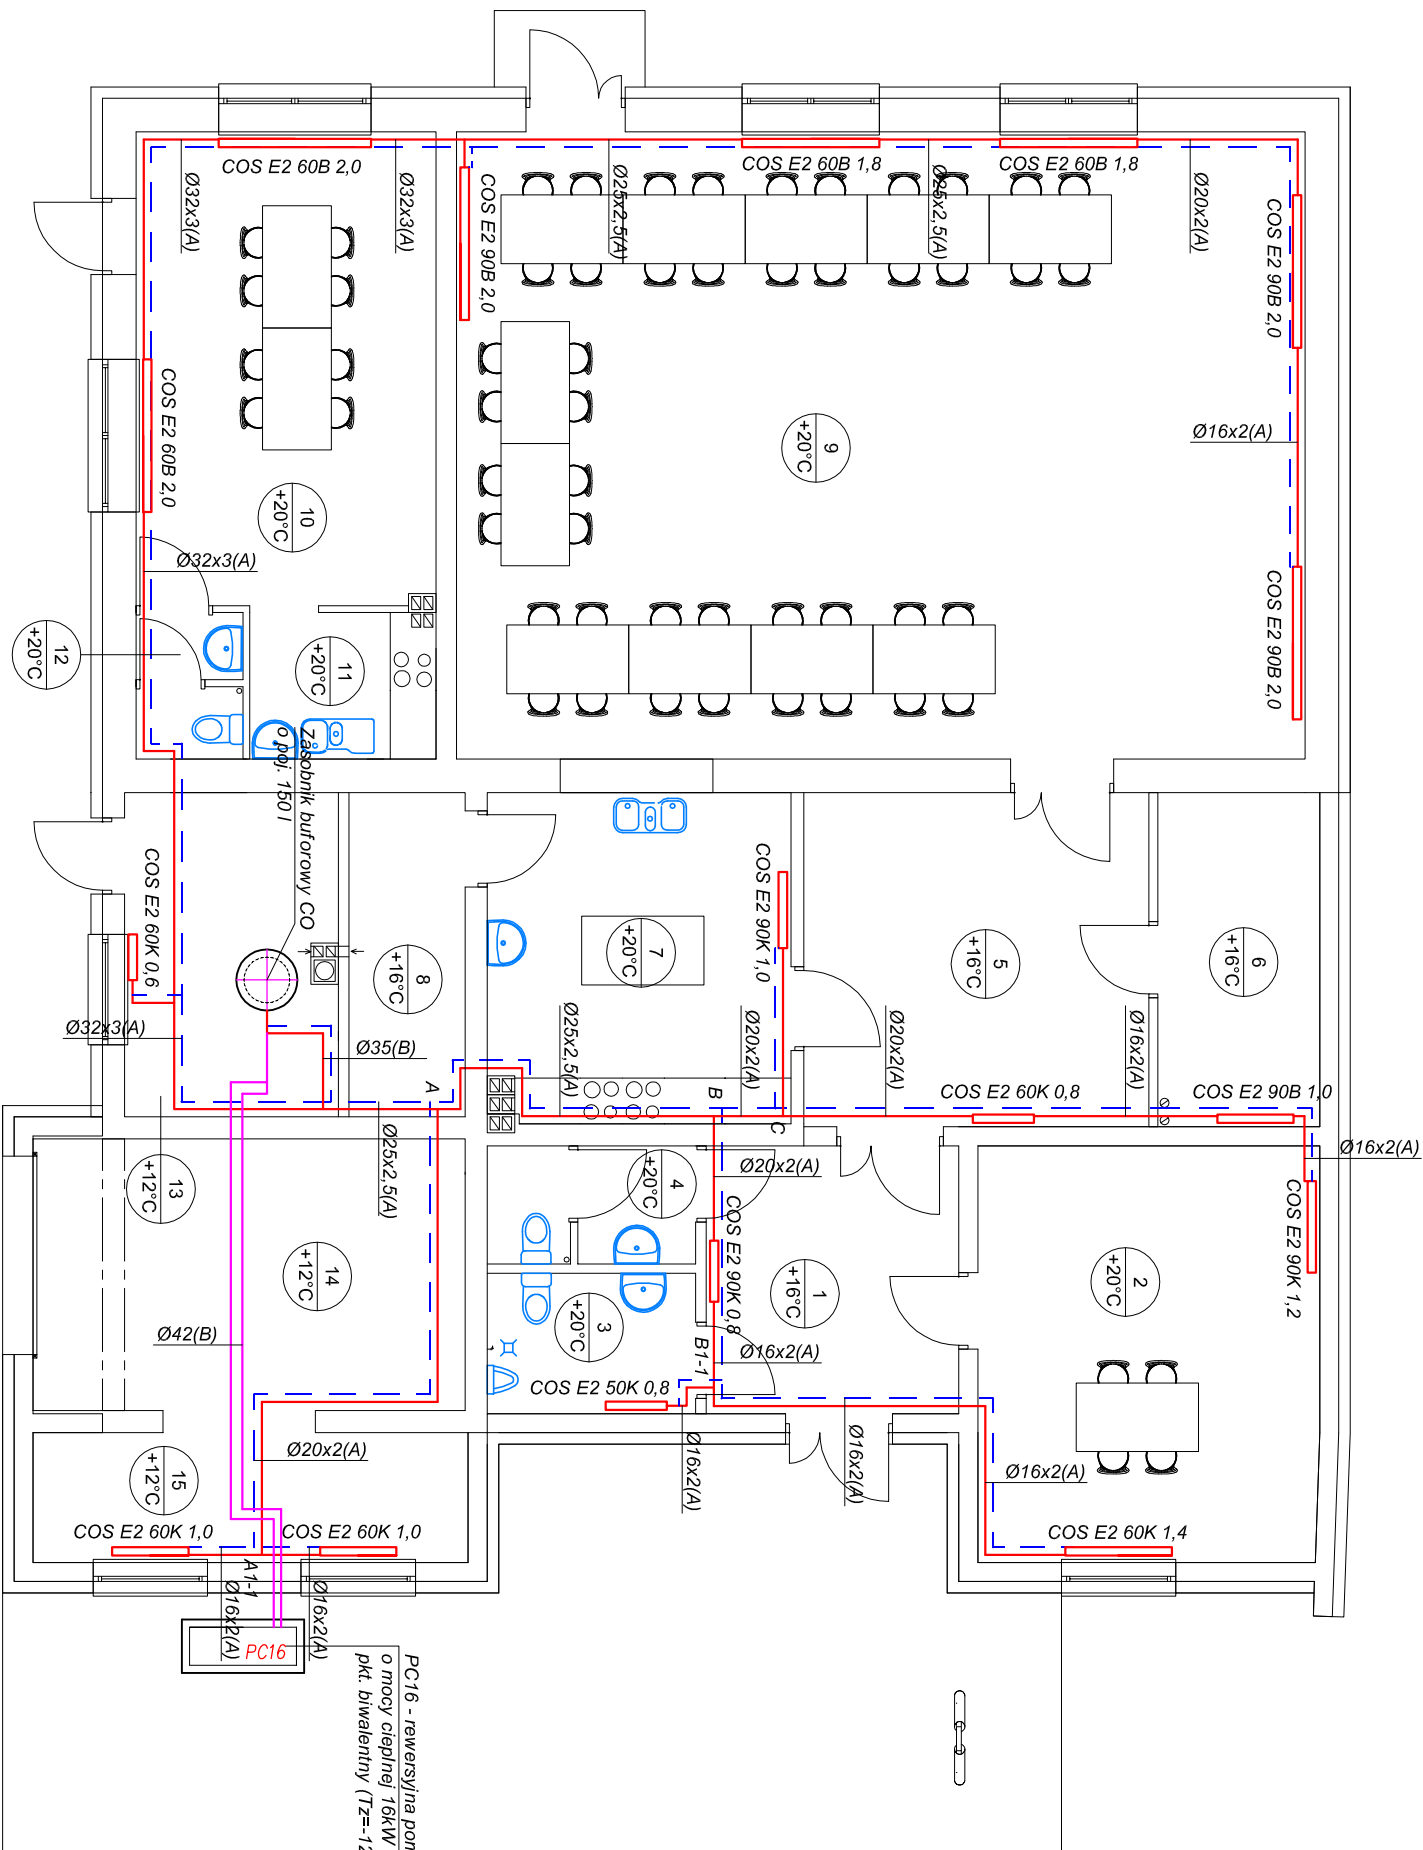 COS E2 60B 2,0
COS E2 60B 1,8
COS E2 60B 1,8
Ø32x3(A)
Ø32x3(A)
COS E2 90B 2,0
Ø25x2,5(A)
Ø25x2,5(A)
Ø20x2(A)
COS E2 90B 2,0
COS E2 60B 2,0
9
+20°C
Ø16x2(A)
10
+20°C
Ø32x3(A)
COS E2 90B 2,0
12
+20°C
11
+20°C
Zasobnik buforowy CO
o poj. 150 l
COS E2 60K 0,6
8
+16°C
7
+20°C
COS E2 90K 1,0
5
+16°C
6
+16°C
Ø32x3(A)
Ø35(B)
Ø25x2,5(A)
Ø20x2(A)
Ø20x2(A)
Ø16x2(A)
A
B
C
COS E2 60K 0,8
COS E2 90B 1,0
Ø16x2(A)
13
+12°C
Ø25x2,5(A)
4
+20°C
Ø20x2(A)
COS E2 90K 0,8
COS E2 90K 1,2
14
+12°C
1
+16°C
2
+20°C
3
+20°C
Ø42(B)
B1-1
Ø16x2(A)
COS E2 50K 0,8
Ø20x2(A)
Ø16x2(A)
Ø16x2(A)
Ø16x2(A)
15
+12°C
COS E2 60K 1,0
COS E2 60K 1,0
COS E2 60K 1,4
A1-1
Ø16x2(A)
Ø16x2(A)
PC16
PC16 - rewersyjna
o mocy cieplnej 16kW
pkt. biwalentny (Tz=-12